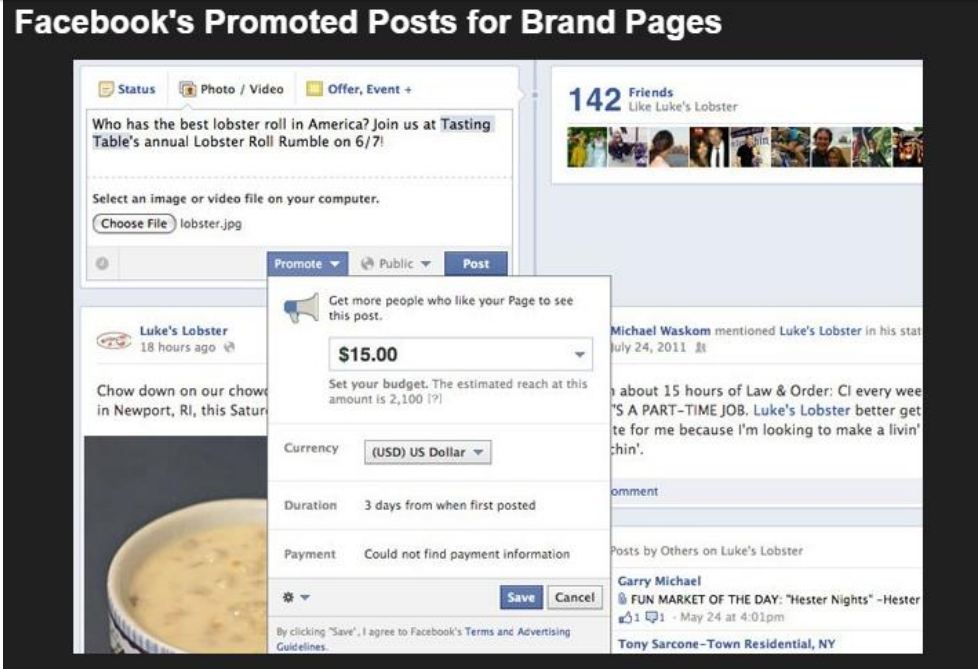 Facebook's Promoted Posts for Brand Pages
Status
Photo / Video
Offer, Event +
Who has the best lobster roll in America? Join us at Tasting
Table's annual Lobster Roll Rumble on 6/7!
Select an image or video file on your computer.
Choose File lobster.jpg
Promote
Public
Post
142 Friends
Like Luke's Lobster
Get more people who like your Page to see
this post.
$15.00
Set your budget. The estimated reach at this
amount is 2,100 [?]
Currency (USD) US Dollar
Duration 3 days from when first posted
Payment Could not find payment information
Save Cancel
By clicking "Save", I agree to Facebook's Terms and Advertising
Guidelines.
Luke's Lobster
18 hours ago
Chow down on our chowd
in Newport, RI, this Satur
Michael Waskom mentioned Luke's Lobster in his stat
July 24, 2011
about 15 hours of Law & Order: CI every wee
'S A PART-TIME JOB. Luke's Lobster better get
te for me because I'm looking to make a livin'
chin'.
omment
Posts by Others on Luke's Lobster
Garry Michael
FUN MARKET OF THE DAY: "Hester Nights" -Hester
1 1 · May 24 at 4:01pm
Tony Sarcone-Town Residential, NY